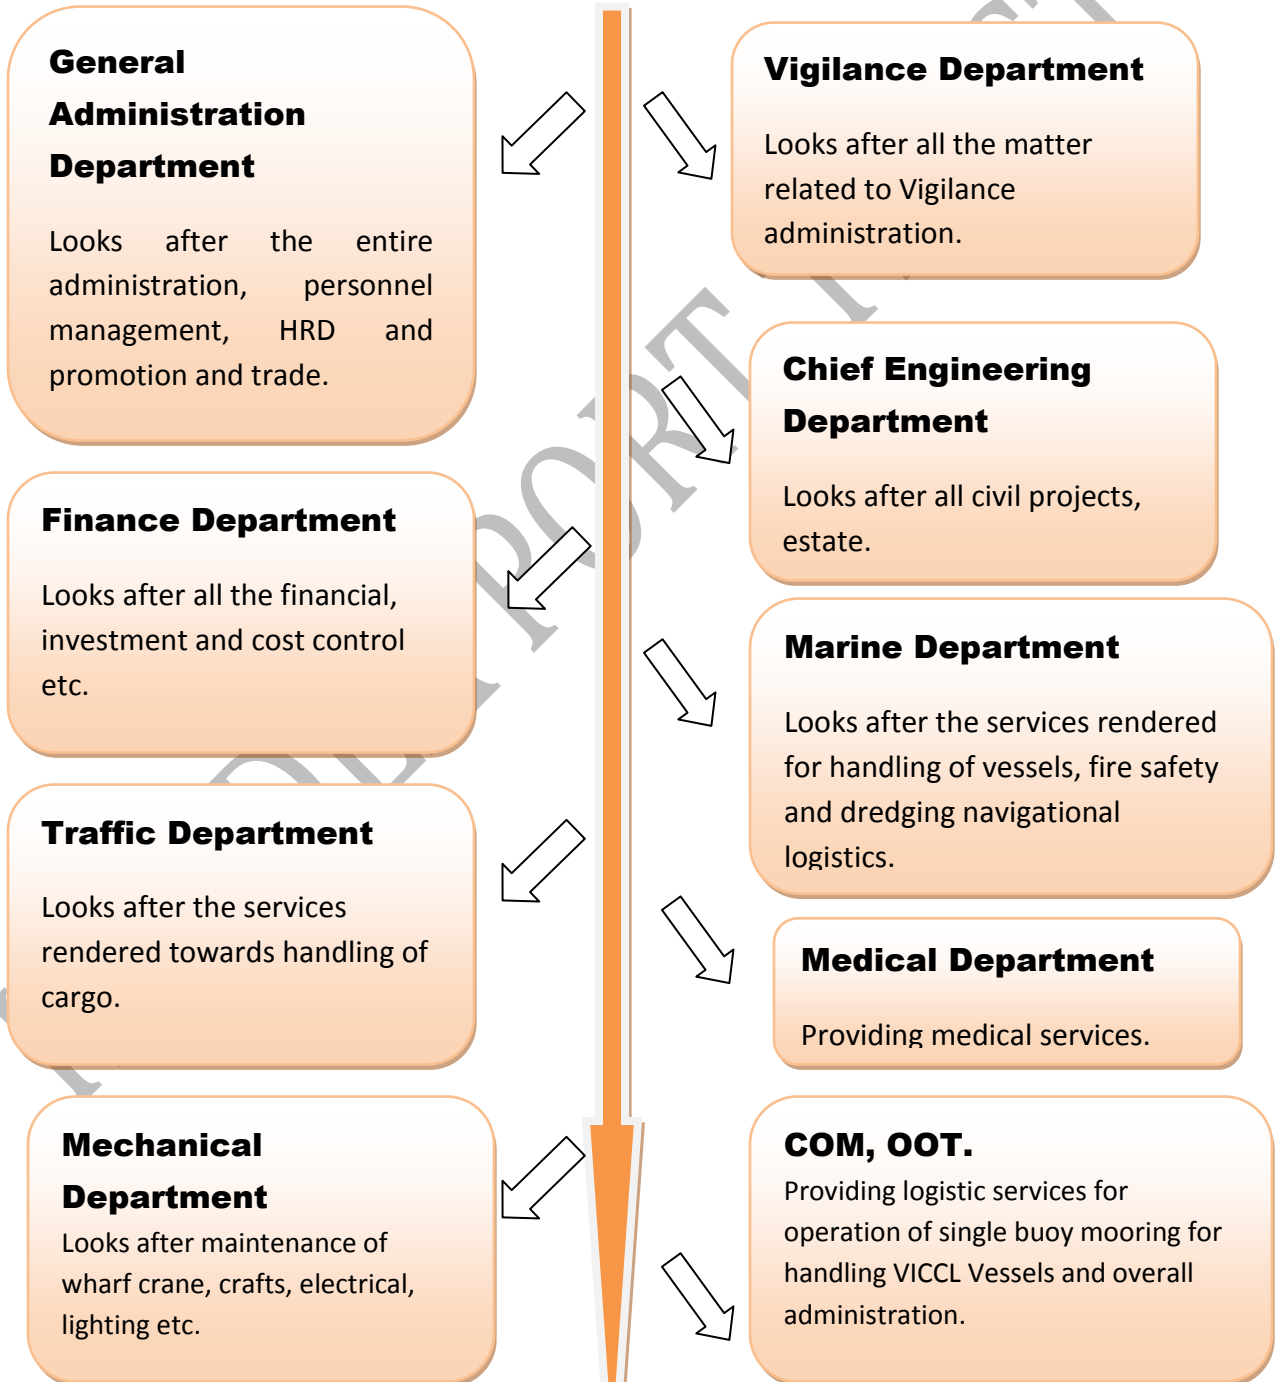 General
Administration
Department
Looks after the entire
administration, personnel
management, HRD and
promotion and trade.
Vigilance Department
Looks after all the matter
related to Vigilance
administration.
Chief Engineering
Department
Looks after all civil projects,
estate.
Finance Department
Looks after all the financial,
investment and cost control
etc.
Marine Department
Looks after the services rendered
for handling of vessels, fire safety
and dredging navigational
logistics.
Traffic Department
Looks after the services
rendered towards handling of
cargo.
Medical Department
Providing medical services.
Mechanical
Department
Looks after maintenance of
wharf crane, crafts, electrical,
lighting etc.
COM, OOT.
Providing logistic services for
operation of single buoy mooring for
handling VICCL Vessels and overall
administration.
PORT